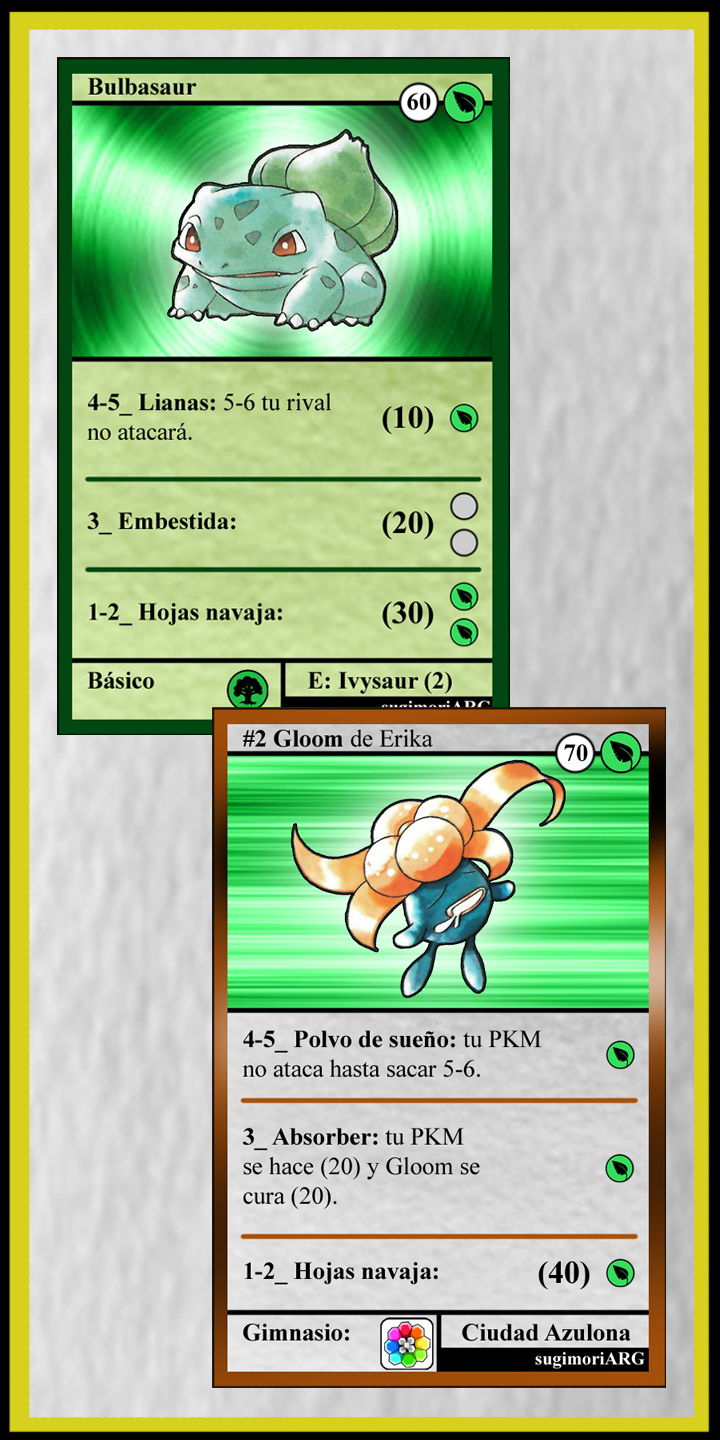 Bulbasaur
60
4-5_ Lianas: 5-6 tu rival
no atacará.
(10)
3_ Embestida:
(20)
1-2_ Hojas navaja:
(30)
Básico
E: Ivysaur (2)
sugimoriARG
#2 Gloom de Erika
70
4-5_ Polvo de sueño: tu PKM
no ataca hasta sacar 5-6.
3_ Absorber: tu PKM
se hace (20) y Gloom se
cura (20).
1-2_ Hojas navaja:
(40)
Gimnasio:
Ciudad Azulona
sugimoriARG